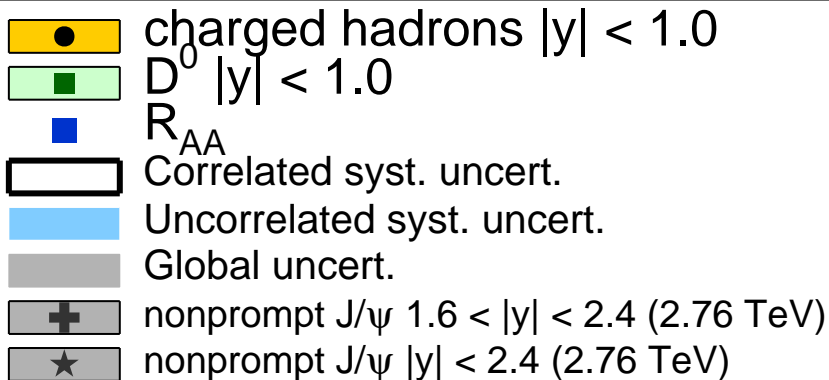 charged hadrons |y| < 1.0
D⁰ |y| < 1.0
R_AA
Correlated syst. uncert.
Uncorrelated syst. uncert.
Global uncert.
nonprompt J/ψ 1.6 < |y| < 2.4 (2.76 TeV)
nonprompt J/ψ |y| < 2.4 (2.76 TeV)